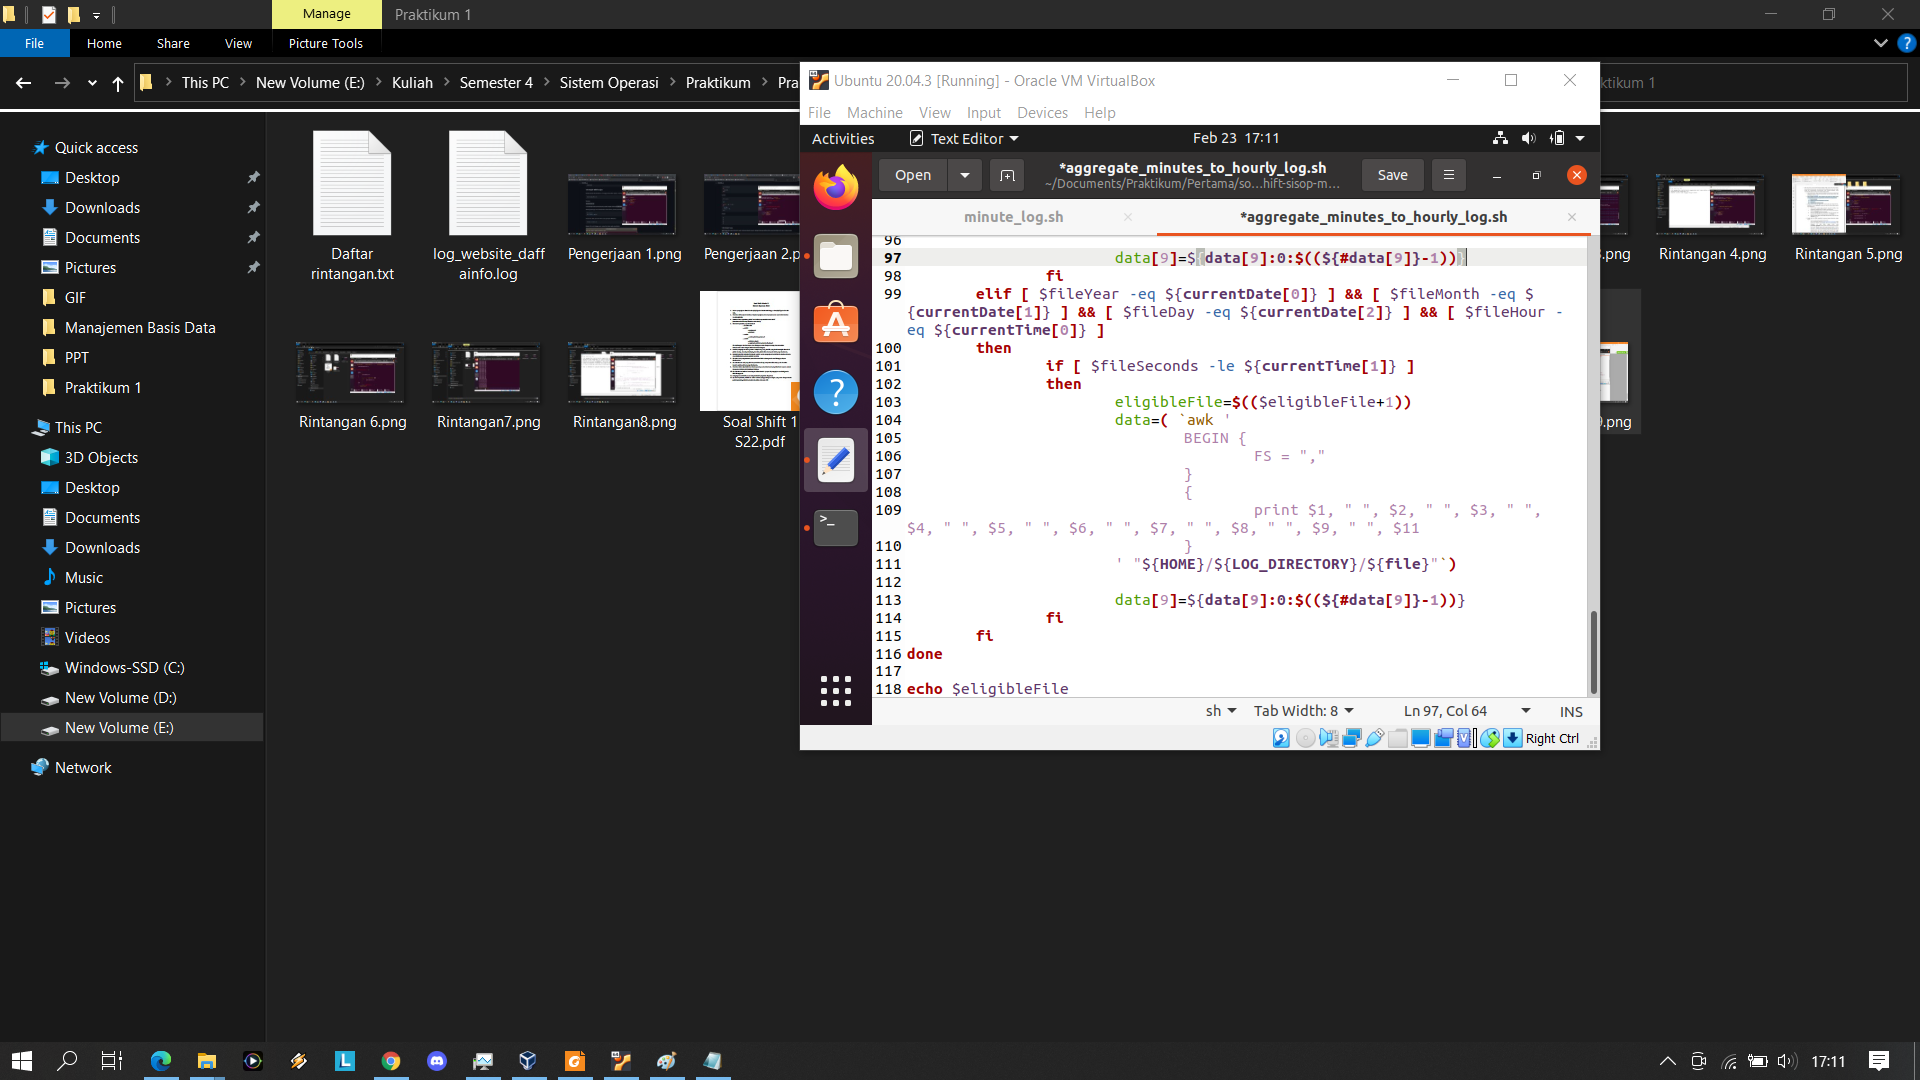 Manage
Praktikum 1
File
Home
Share
View
Picture Tools
This PC
New Volume (E:)
Kuliah
Semester 4
Sistem Operasi
Praktikum
Pra
ktikum 1
Quick access
Desktop
Downloads
Documents
Pictures
GIF
Manajemen Basis Data
PPT
Praktikum 1
This PC
3D Objects
Desktop
Documents
Downloads
Music
Pictures
Videos
Windows-SSD (C:)
New Volume (D:)
New Volume (E:)
Network
Daftar
rintangan.txt
log_website_daff
ainfo.log
Pengerjaan 1.png
Pengerjaan 2.p
3.png
Rintangan 4.png
Rintangan 5.png
Rintangan 6.png
Rintangan7.png
Rintangan8.png
Soal Shift 1
S22.pdf
9.png
Ubuntu 20.04.3 [Running] - Oracle VM VirtualBox
File Machine View Input Devices Help
Activities
Text Editor
Feb 23 17:11
Open
*aggregate_minutes_to_hourly_log.sh
~/Documents/Praktikum/Pertama/so...hift-sisop-m...
Save
minute_log.sh
*aggregate_minutes_to_hourly_log.sh
96
97 data[9]=${data[9]:0:$((${#data[9]}-1))}
98 fi
99 elif [ $fileYear -eq ${currentDate[0]} ] && [ $fileMonth -eq $
{currentDate[1]} ] && [ $fileDay -eq ${currentDate[2]} ] && [ $fileHour -
eq ${currentTime[0]} ]
100 then
101 if [ $fileSeconds -le ${currentTime[1]} ]
102 then
103 eligibleFile=$(($eligibleFile+1))
104 data=( `awk '
105 BEGIN {
106 FS = ","
107 }
108 {
109 print $1, " ", $2, " ", $3, " ",
$4, " ", $5, " ", $6, " ", $7, " ", $8, " ", $9, " ", $11
110 }
111 ' "${HOME}/${LOG_DIRECTORY}/${file}"`)
112
113 data[9]=${data[9]:0:$((${#data[9]}-1))}
114 fi
115 fi
116 done
117
118 echo $eligibleFile
sh
Tab Width: 8
Ln 97, Col 64
INS
Right Ctrl
17:11